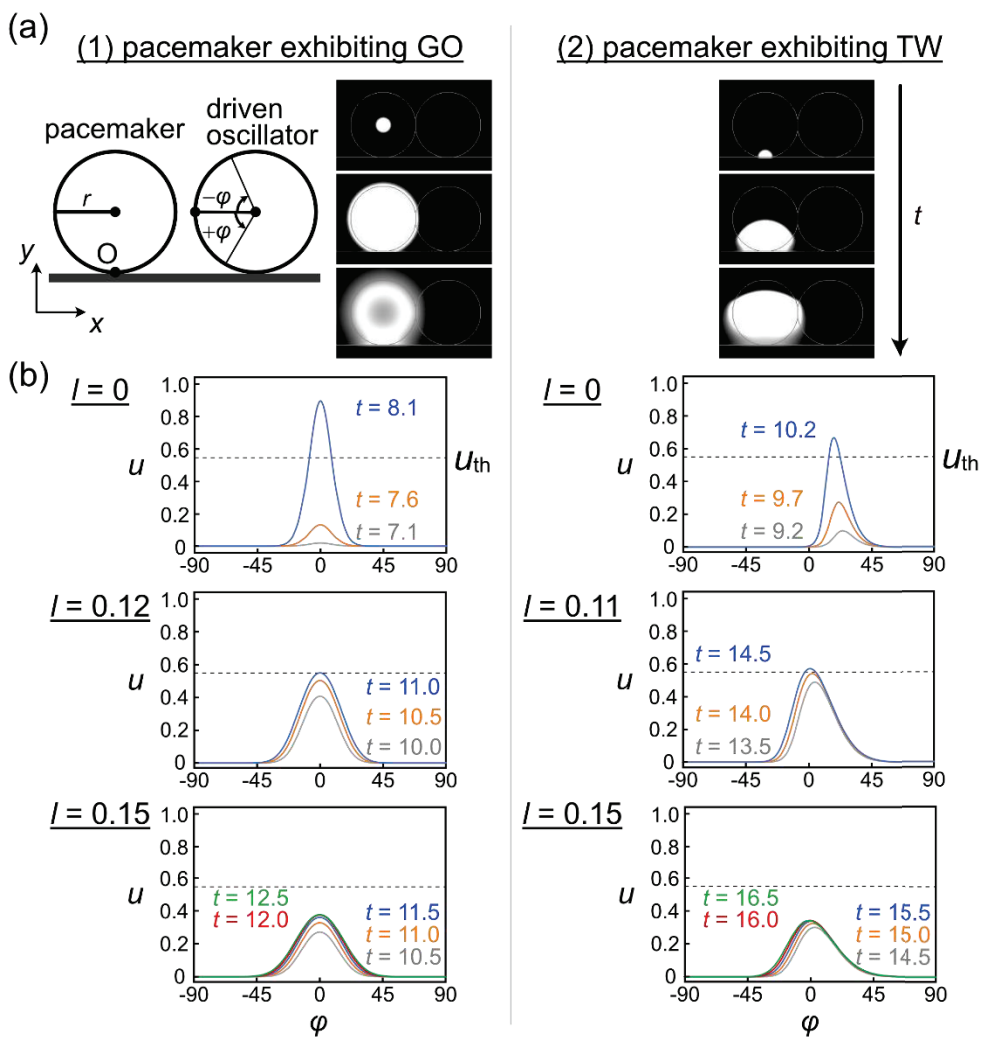 (a)
(1) pacemaker exhibiting GO
(2) pacemaker exhibiting TW
pacemaker
driven
oscillator
r
−φ
+φ
O
y
x
t
(b)
l = 0
1.0
0.8
0.6
0.4
0.2
0
u
t = 8.1
t = 7.6
t = 7.1
uth
-90 -45 0 45 90
l = 0
1.0
0.8
0.6
0.4
0.2
0
u
t = 10.2
t = 9.7
t = 9.2
uth
-90 -45 0 45 90
l = 0.12
1.0
0.8
0.6
0.4
0.2
0
u
t = 11.0
t = 10.5
t = 10.0
-90 -45 0 45 90
l = 0.11
1.0
0.8
0.6
0.4
0.2
0
u
t = 14.5
t = 14.0
t = 13.5
-90 -45 0 45 90
l = 0.15
1.0
0.8
0.6
0.4
0.2
0
u
t = 12.5
t = 12.0
t = 11.5
t = 11.0
t = 10.5
-90 -45 0 45 90
φ
l = 0.15
1.0
0.8
0.6
0.4
0.2
0
u
t = 16.5
t = 16.0
t = 15.5
t = 15.0
t = 14.5
-90 -45 0 45 90
φ